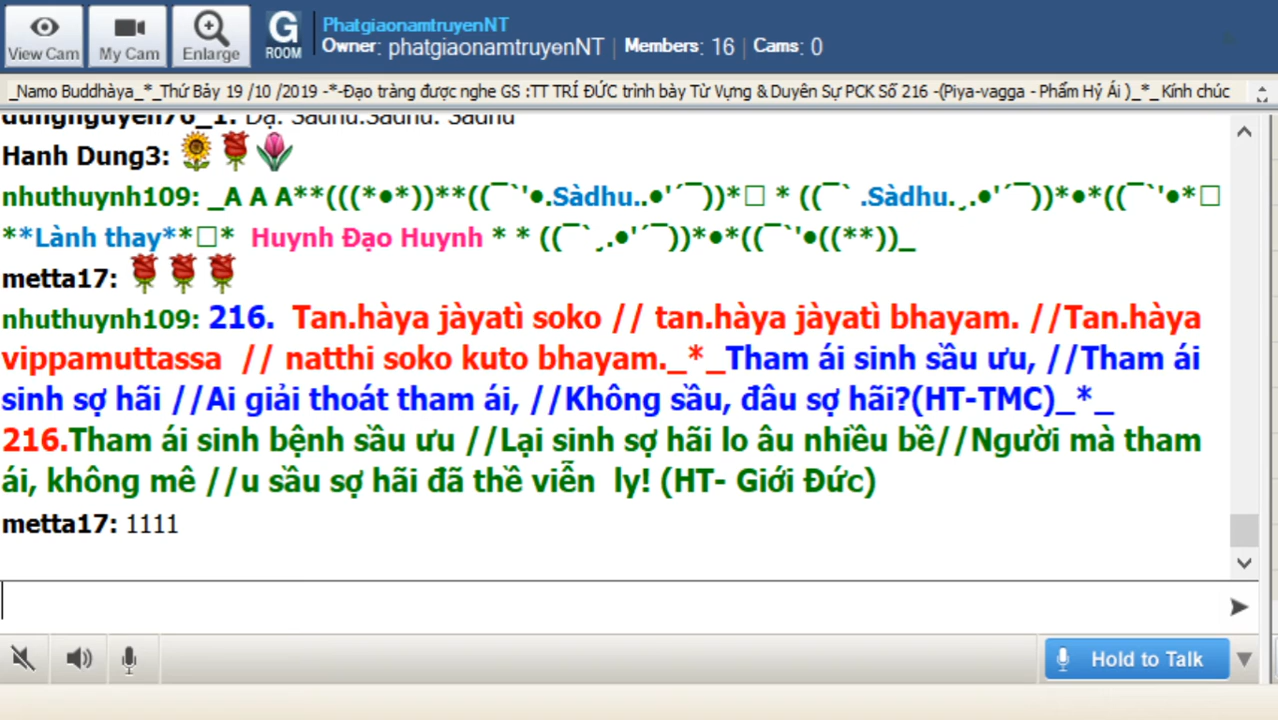 PhatgiaonamtruyenNT
Owner: phatgiaonamtruyenNT | Members: 16 | Cams: 0
View Cam My Cam Enlarge G ROOM
_Namo Buddhàya_*_Thứ Bảy 19 /10 /2019 -*-Đạo tràng được nghe GS :TT TRÍ ĐỨC trình bày Từ Vựng & Duyên Sự PCK Số 216 -(Piya-vagga - Phẩm Hỷ Ái )_*_Kính chúc
dungnguyen76_1: Dạ. Sadhu.Sadhu. Sadhu
Hanh Dung3: 🌻🌹🌷
nhuthuynh109: _A A A**(((*●*))**((¯`'●.Sàdhu..●'´¯))*□ * ((¯` .Sàdhu.¸.●'´¯))*●*((¯`'●*□
**Lành thay**□* Huynh Đạo Huynh * * ((¯`¸.●'´¯))*●*((¯`'●((**))_
metta17: 🌹🌹🌹
nhuthuynh109: 216. Tan.hàya jàyatì soko // tan.hàya jàyatì bhayam. //Tan.hàya
vippamuttassa // natthi soko kuto bhayam._*_Tham ái sinh sầu ưu, //Tham ái
sinh sợ hãi //Ai giải thoát tham ái, //Không sầu, đâu sợ hãi?(HT-TMC)_*_
216.Tham ái sinh bệnh sầu ưu //Lại sinh sợ hãi lo âu nhiều bề//Người mà tham
ái, không mê //u sầu sợ hãi đã thề viễn ly! (HT- Giới Đức)
metta17: 1111
Hold to Talk